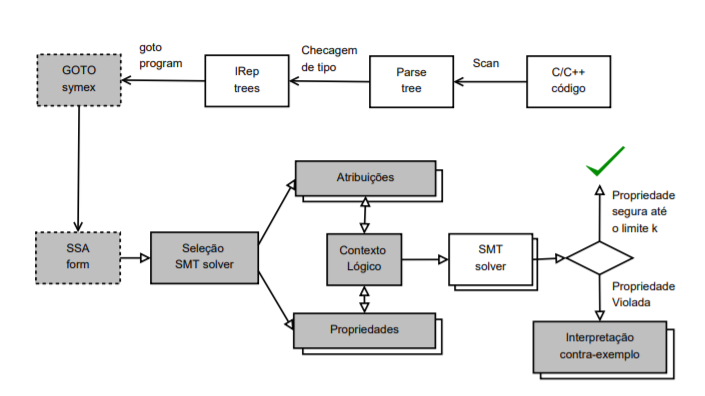 goto
program
Checagem
de tipo
Scan
GOTO
symex
IRep
trees
Parse
tree
C/C++
código
Atribuições
Propriedade
segura até
o limite k
SSA
form
Seleção
SMT solver
Contexto
Lógico
SMT
solver
Propriedade
Violada
Propriedades
Interpretação
contra-exemplo